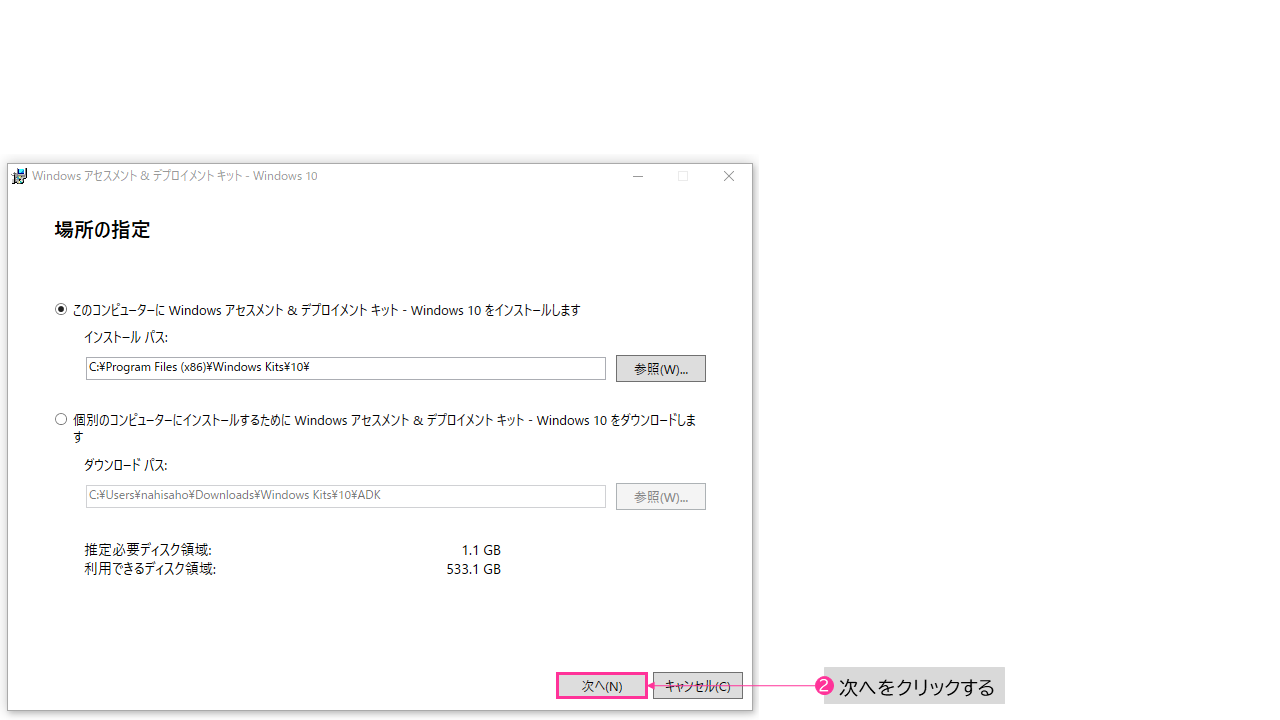 Windows アセスメント & デプロイメント キット - Windows 10
場所の指定
このコンピューターに Windows アセスメント & デプロイメント キット - Windows 10 をインストールします
インストール パス:
C:¥Program Files (x86)¥Windows Kits¥10¥
参照(W)...
個別のコンピューターにインストールするために Windows アセスメント & デプロイメント キット - Windows 10 をダウンロードしま
す
ダウンロード パス:
C:¥Users¥nahisaho¥Downloads¥Windows Kits¥10¥ADK
参照(W)...
推定必要ディスク領域: 1.1 GB
利用できるディスク領域: 533.1 GB
次へ(N)
キャンセル(C)
2 次へをクリックする